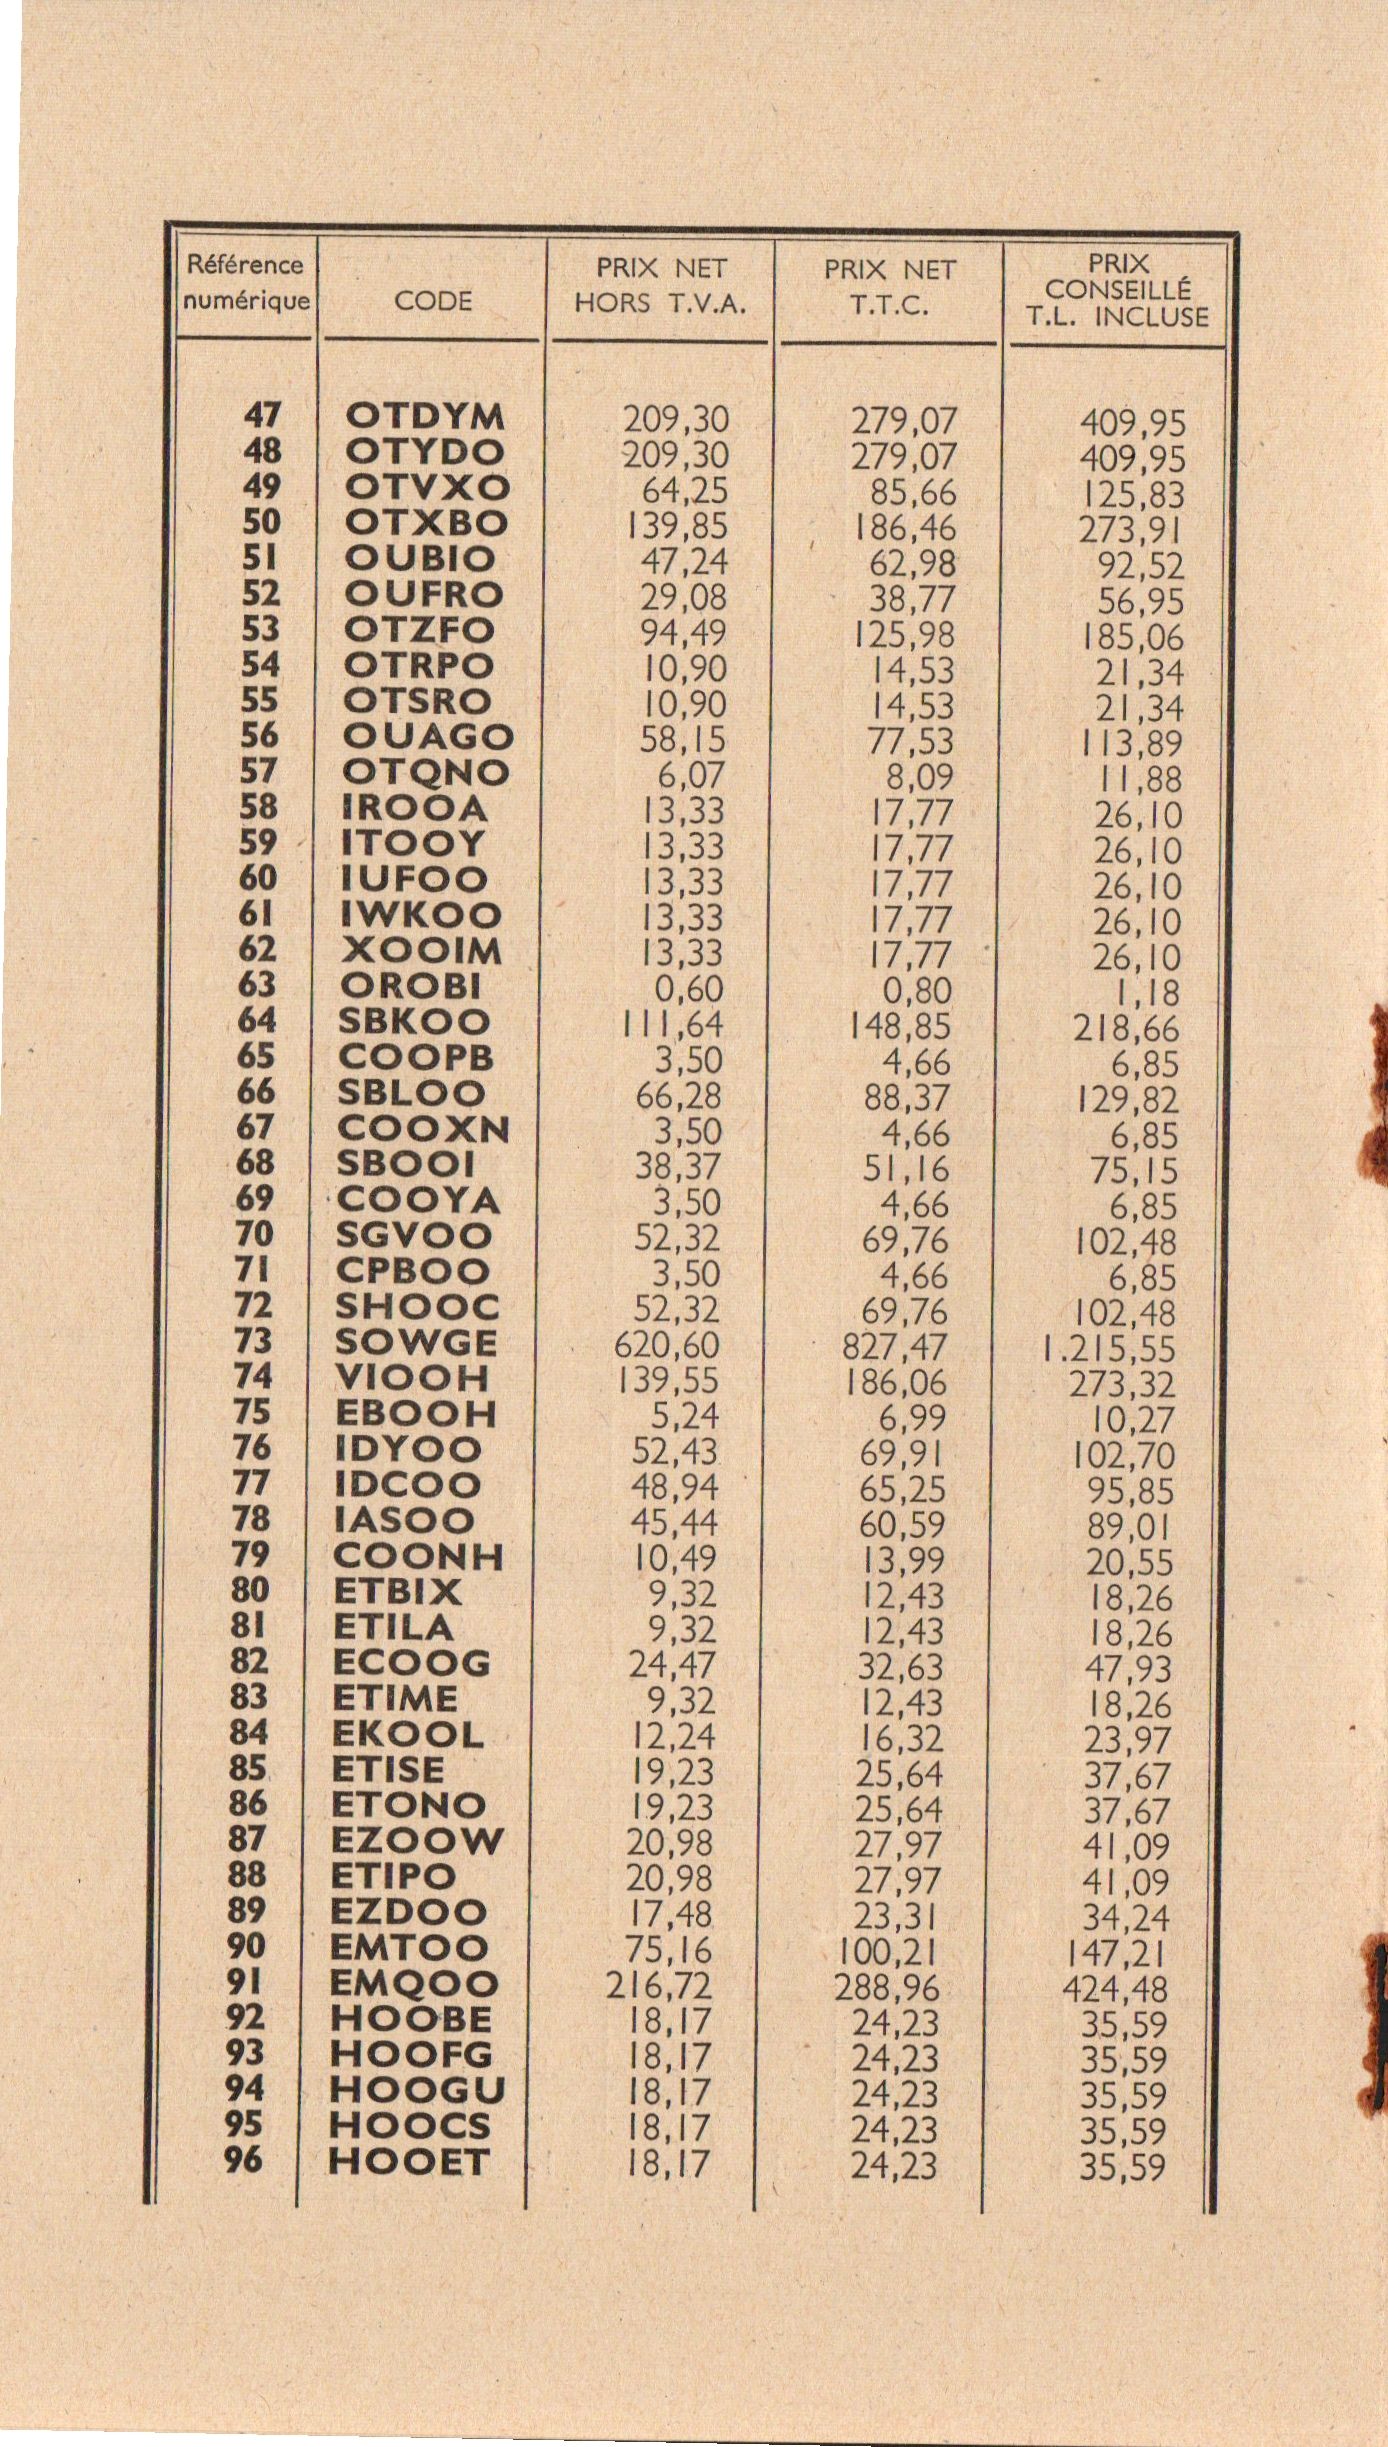 Référence numérique CODE PRIX NET HORS T.V.A. PRIX NET T.T.C. PRIX CONSEILLÉ T.L. INCLUSE
47 OTDYM 209,30 279,07 409,95
48 OTYDO 209,30 279,07 409,95
49 OTVXO 64,25 85,66 125,83
50 OTXBO 139,85 186,46 273,91
51 OUBIO 47,24 62,98 92,52
52 OUFRO 29,08 38,77 56,95
53 OTZFO 94,49 125,98 185,06
54 OTRPO 10,90 14,53 21,34
55 OTSRO 10,90 14,53 21,34
56 OUAGO 58,15 77,53 113,89
57 OTQNO 6,07 8,09 11,88
58 IROOA 13,33 17,77 26,10
59 ITOOY 13,33 17,77 26,10
60 IUFOO 13,33 17,77 26,10
61 IWKOO 13,33 17,77 26,10
62 XOOIM 13,33 17,77 26,10
63 OROBI 0,60 0,80 1,18
64 SBKOO 111,64 148,85 218,66
65 COOPB 3,50 4,66 6,85
66 SBLOO 66,28 88,37 129,82
67 COOXN 3,50 4,66 6,85
68 SBOOI 38,37 51,16 75,15
69 COOYA 3,50 4,66 6,85
70 SGVOO 52,32 69,76 102,48
71 CPBOO 3,50 4,66 6,85
72 SHOOC 52,32 69,76 102,48
73 SOWGE 620,60 827,47 1.215,55
74 VIOOH 139,55 186,06 273,32
75 EBOOH 5,24 6,99 10,27
76 IDYOO 52,43 69,91 102,70
77 IDCOO 48,94 65,25 95,85
78 IASOO 45,44 60,59 89,01
79 COONH 10,49 13,99 20,55
80 ETBIX 9,32 12,43 18,26
81 ETILA 9,32 12,43 18,26
82 ECOOG 24,47 32,63 47,93
83 ETIME 9,32 12,43 18,26
84 EKOOL 12,24 16,32 23,97
85 ETISE 19,23 25,64 37,67
86 ETONO 19,23 25,64 37,67
87 EZOOW 20,98 27,97 41,09
88 ETIPO 20,98 27,97 41,09
89 EZDOO 17,48 23,31 34,24
90 EMTOO 75,16 100,21 147,21
91 EMQOO 216,72 288,96 424,48
92 HOOBE 18,17 24,23 35,59
93 HOOFG 18,17 24,23 35,59
94 HOOGU 18,17 24,23 35,59
95 HOOCS 18,17 24,23 35,59
96 HOOET 18,17 24,23 35,59